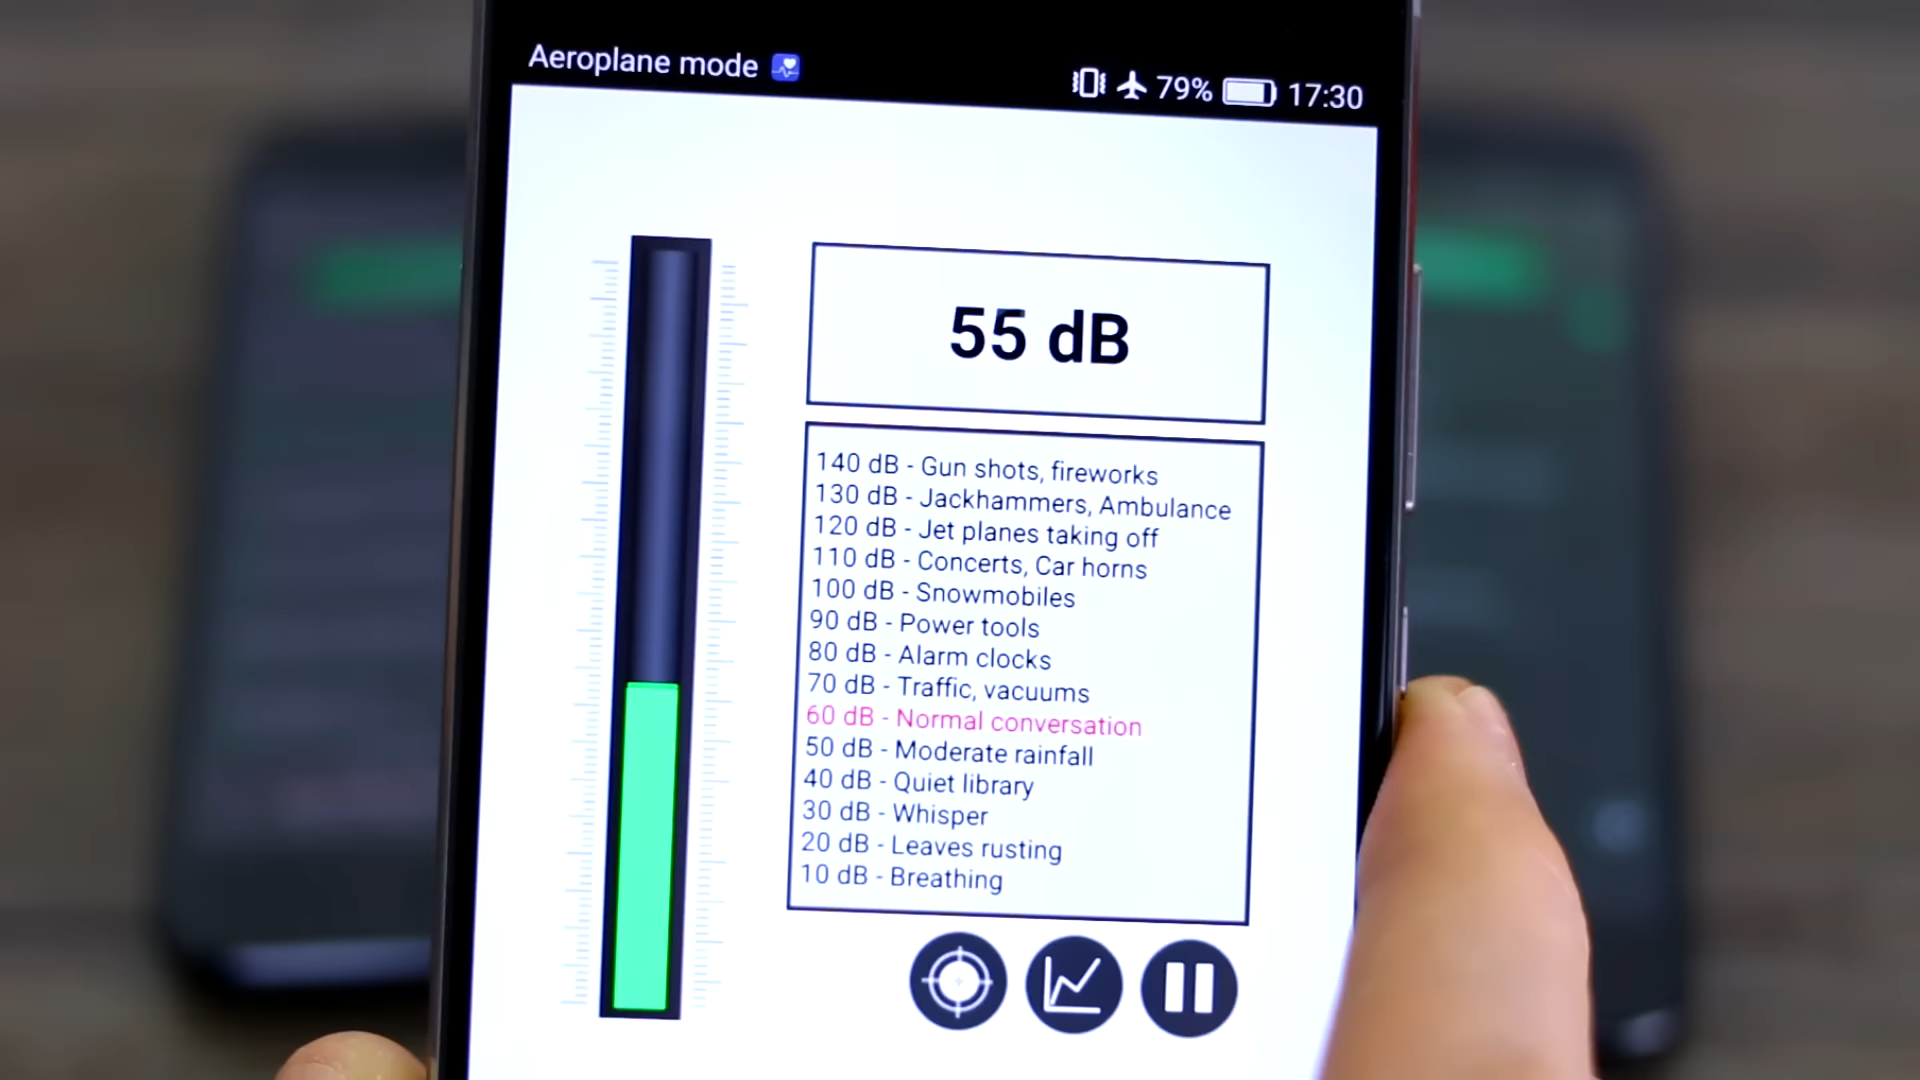 Aeroplane mode
79% 17:30
55 dB
140 dB - Gun shots, fireworks
130 dB - Jackhammers, Ambulance
120 dB - Jet planes taking off
110 dB - Concerts, Car horns
100 dB - Snowmobiles
90 dB - Power tools
80 dB - Alarm clocks
70 dB - Traffic, vacuums
60 dB - Normal conversation
50 dB - Moderate rainfall
40 dB - Quiet library
30 dB - Whisper
20 dB - Leaves rusting
10 dB - Breathing